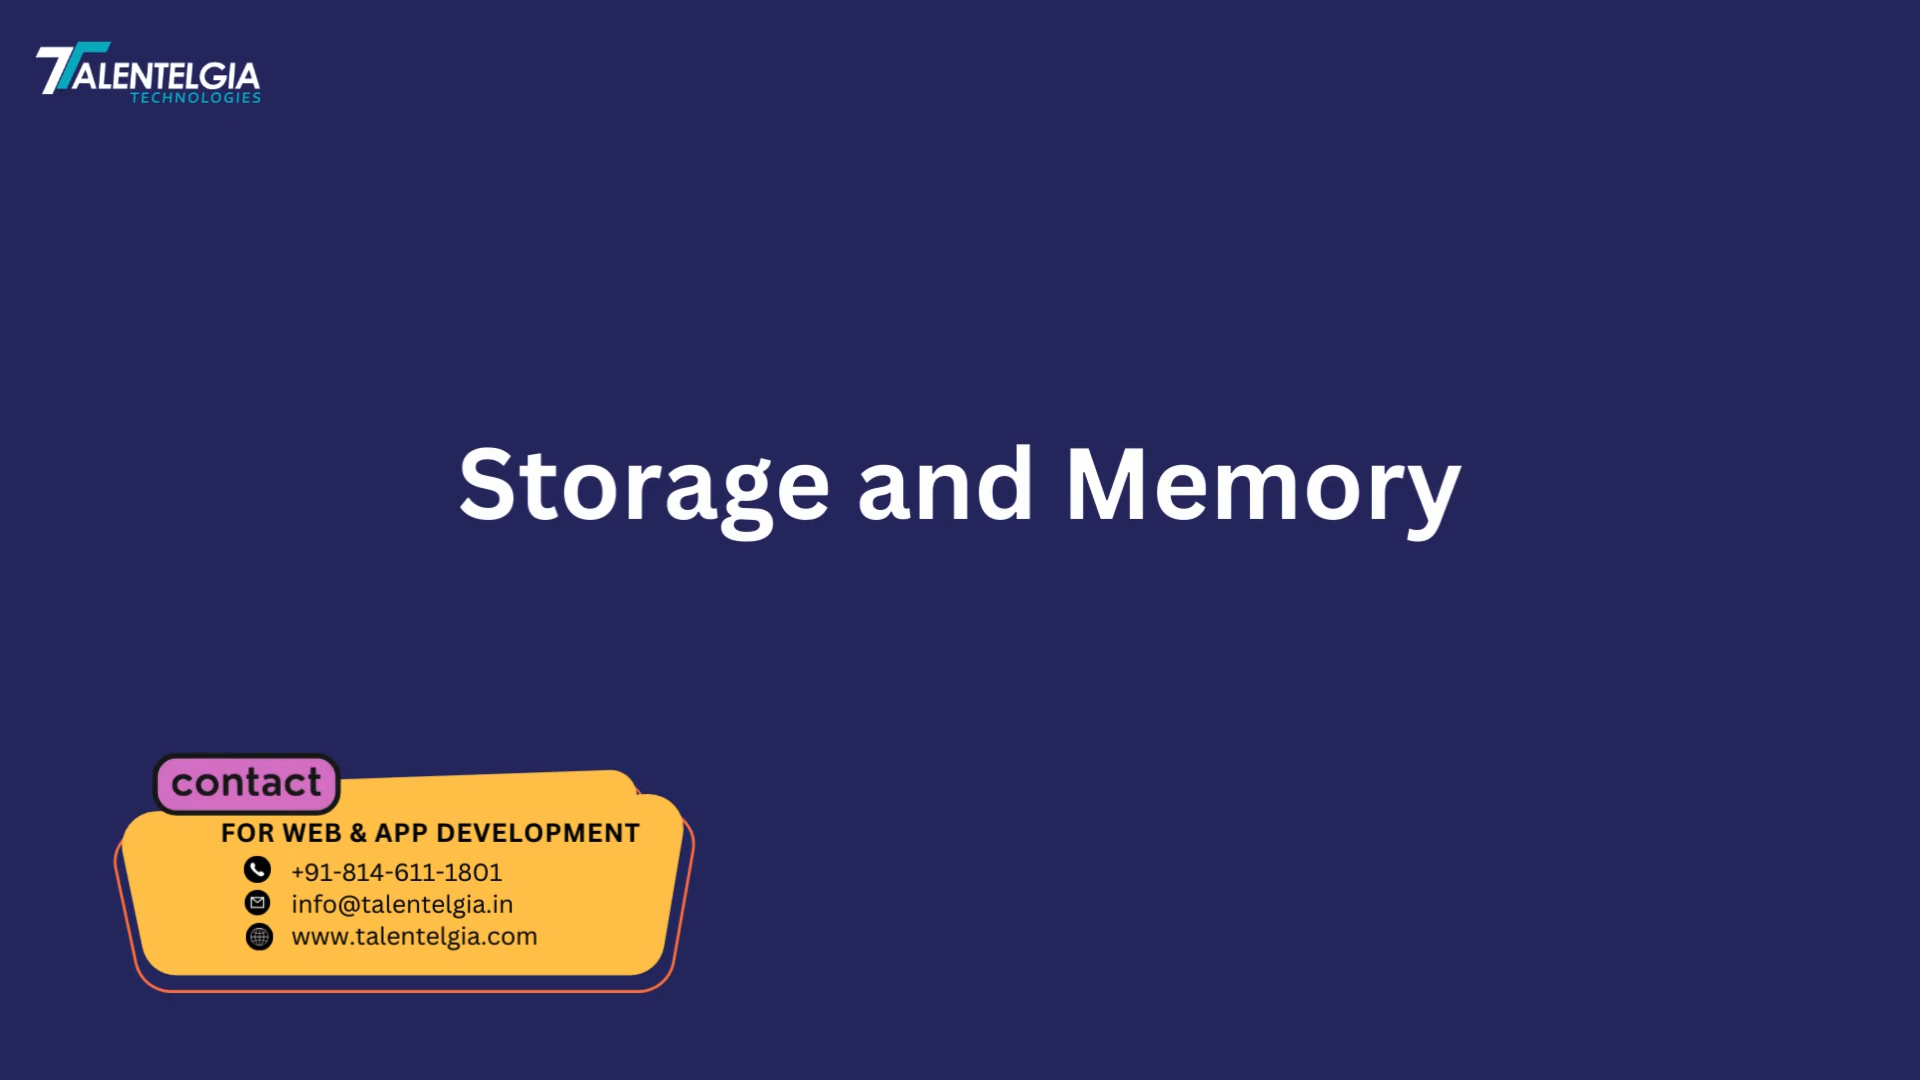 TALENTELGIA
TECHNOLOGIES
Storage and Memory
contact
FOR WEB & APP DEVELOPMENT
+91-814-611-1801
info@talentelgia.in
www.talentelgia.com